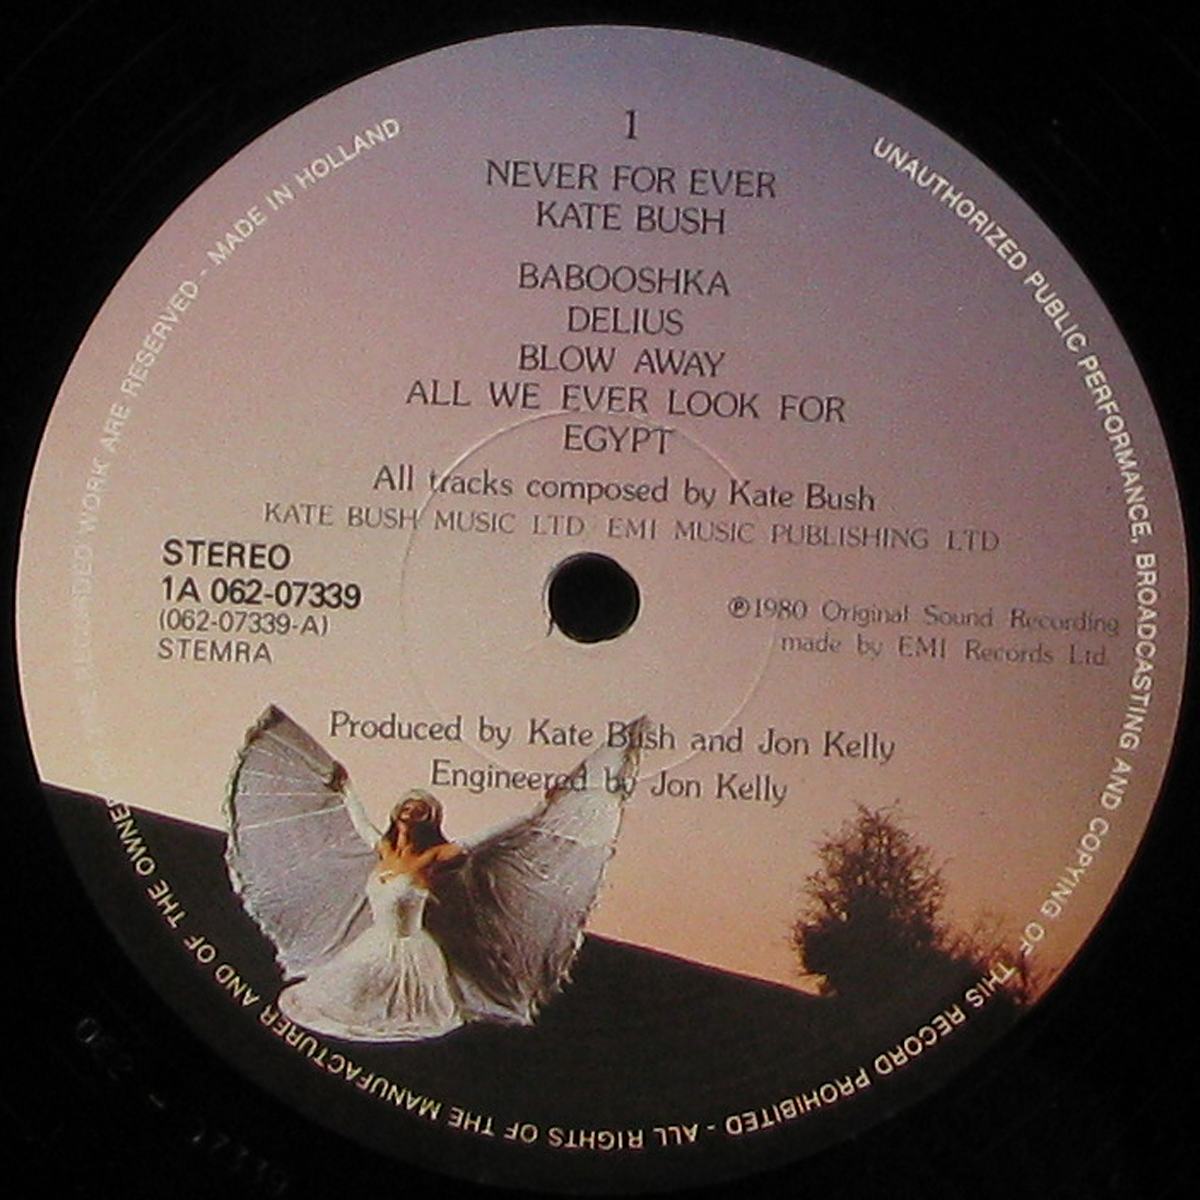 1
NEVER FOR EVER
KATE BUSH
BABOOSHKA
DELIUS
BLOW AWAY
ALL WE EVER LOOK FOR
EGYPT
All tracks composed by Kate Bush
KATE BUSH MUSIC LTD EMI MUSIC PUBLISHING LTD
STEREO
1A 062-07339
(062-07339-A)
STEMRA
℗1980 Original Sound Recording
made by EMI Records Ltd.
Produced by Kate Bush and Jon Kelly
Engineered by Jon Kelly
UNAUTHORIZED PUBLIC PERFORMANCE, BROADCASTING AND COPYING OF THIS RECORD PROHIBITED - ALL RIGHTS OF THE MANUFACTURER AND OF THE OWNER RECORDED WORK ARE RESERVED - MADE IN HOLLAND